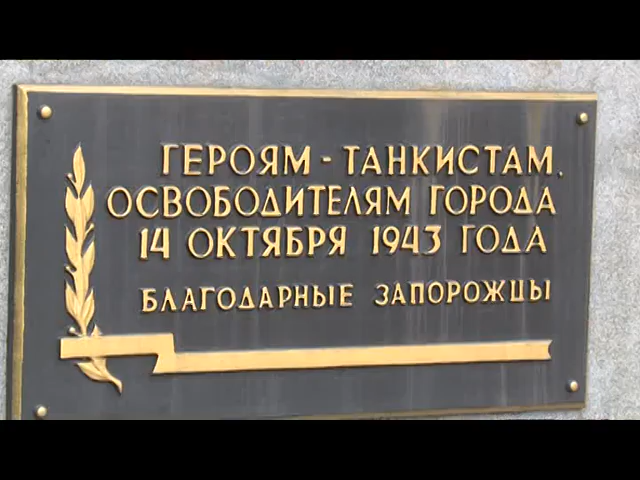 ГЕРОЯМ - ТАНКИСТАМ,
ОСВОБОДИТЕЛЯМ ГОРОДА
14 ОКТЯБРЯ 1943 ГОДА
БЛАГОДАРНЫЕ ЗАПОРОЖЦЫ